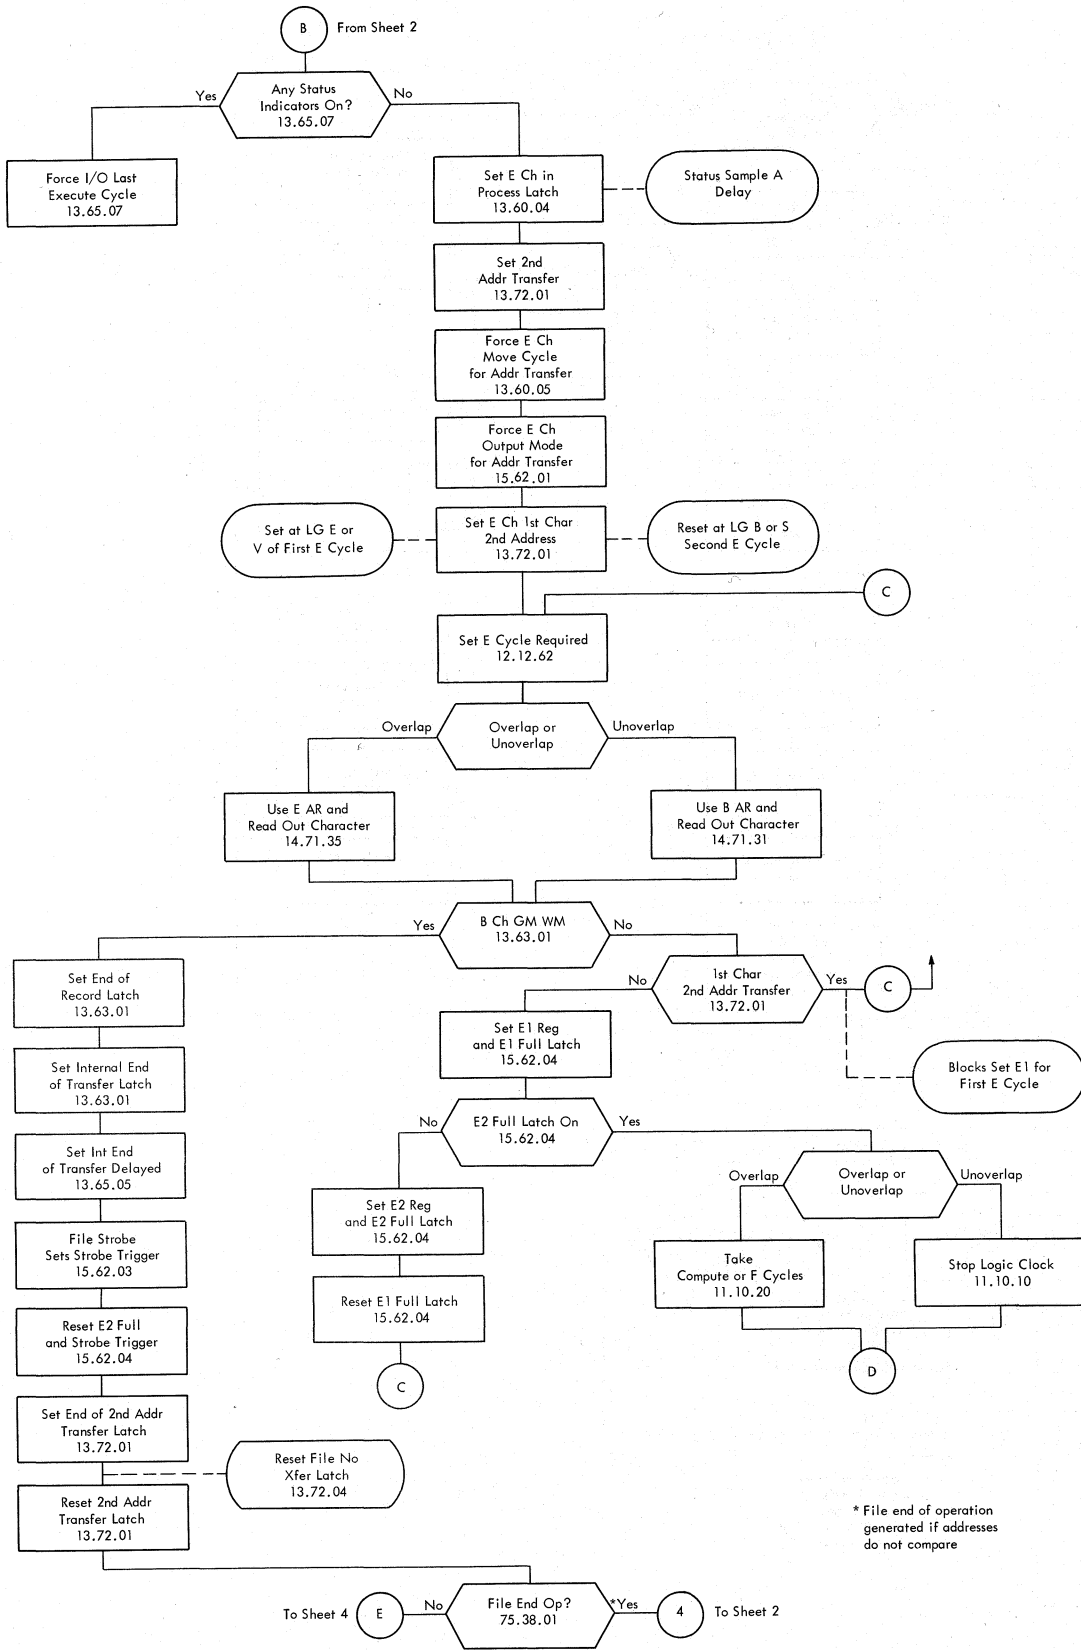 B
From Sheet 2
Any Status
Indicators On?
13.65.07
Yes
No
Force I/O Last
Execute Cycle
13.65.07
Set E Ch in
Process Latch
13.60.04
Status Sample A
Delay
Set 2nd
Addr Transfer
13.72.01
Force E Ch
Move Cycle
for Addr Transfer
13.60.05
Force E Ch
Output Mode
for Addr Transfer
15.62.01
Set at LG E or
V of First E Cycle
Set E Ch 1st Char
2nd Address
13.72.01
Reset at LG B or S
Second E Cycle
C
Set E Cycle Required
12.12.62
Overlap
Overlap or
Unoverlap
Unoverlap
Use E AR and
Read Out Character
14.71.35
Use B AR and
Read Out Character
14.71.31
Yes
B Ch GM WM
13.63.01
No
Set End of
Record Latch
13.63.01
No
1st Char
2nd Addr Transfer
13.72.01
Yes
C
Set E1 Reg
and E1 Full Latch
15.62.04
Blocks Set E1 for
First E Cycle
Set Internal End
of Transfer Latch
13.63.01
No
E2 Full Latch On
15.62.04
Yes
Set Int End
of Transfer Delayed
13.65.05
Overlap
Overlap or
Unoverlap
Unoverlap
Set E2 Reg
and E2 Full Latch
15.62.04
File Strobe
Sets Strobe Trigger
15.62.03
Take
Compute or F Cycles
11.10.20
Stop Logic Clock
11.10.10
Reset E1 Full Latch
15.62.04
Reset E2 Full
and Strobe Trigger
15.62.04
C
D
Set End of 2nd Addr
Transfer Latch
13.72.01
Reset File No
Xfer Latch
13.72.04
Reset 2nd Addr
Transfer Latch
13.72.01
* File end of operation
generated if addresses
do not compare
To Sheet 4
E
No
File End Op?
75.38.01
*Yes
4
To Sheet 2